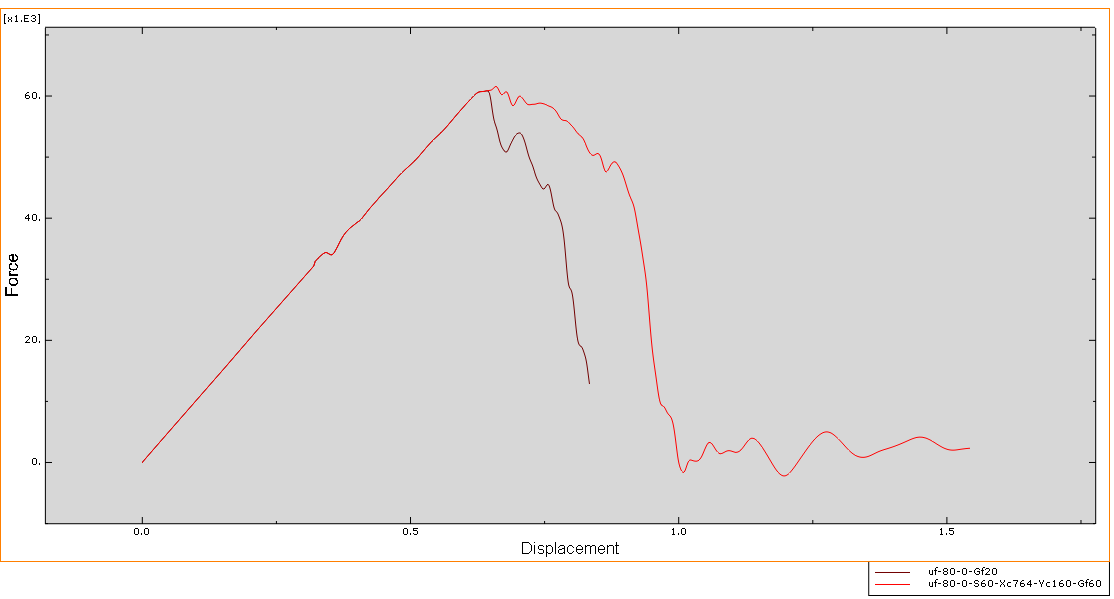 [x1.E3]
60.
40.
Force
20.
0.
0.0 0.5 1.0 1.5
Displacement
uf-80-0-Gf20
uf-80-0-S60-Xc764-Yc160-Gf60